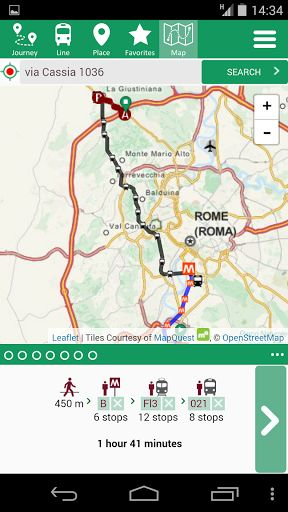 14:34
Journey
Line
Place
Favorites
Map
via Cassia 1036
SEARCH >
La Giustiniana
P
A
+
-
Monte Mario Alto
Torrevecchia
Balduina
Val Cannuta
ROME
(ROMA)
M
Leaflet | Tiles Courtesy of MapQuest, © OpenStreetMap
...
M
450 m > B > Fl3 > 021
6 stops 12 stops 8 stops
1 hour 41 minutes